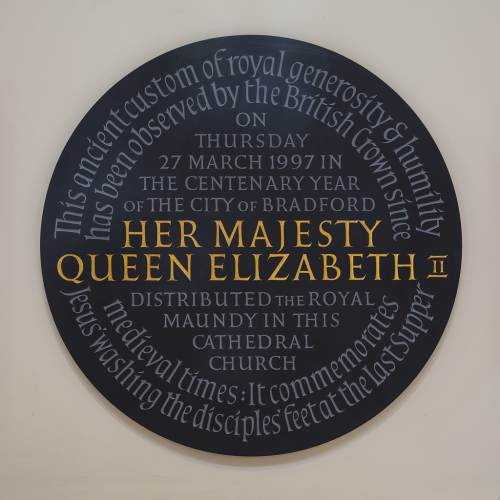 This ancient custom of royal generosity & humility
has been observed by the British Crown since
ON
THURSDAY
27 MARCH 1997 IN
THE CENTENARY YEAR
OF THE CITY OF BRADFORD
HER MAJESTY
QUEEN ELIZABETH II
DISTRIBUTED THE ROYAL
MAUNDY IN THIS
CATHEDRAL
CHURCH
medieval times: It commemorates
Jesus' washing the disciples' feet at the Last Supper